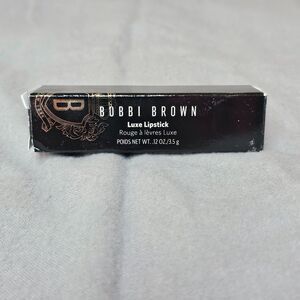 B
BOBBI BROWN
Luxe Lipstick
Rouge à lèvres Luxe
POIDS NET WT. .12 OZ/3.5 g